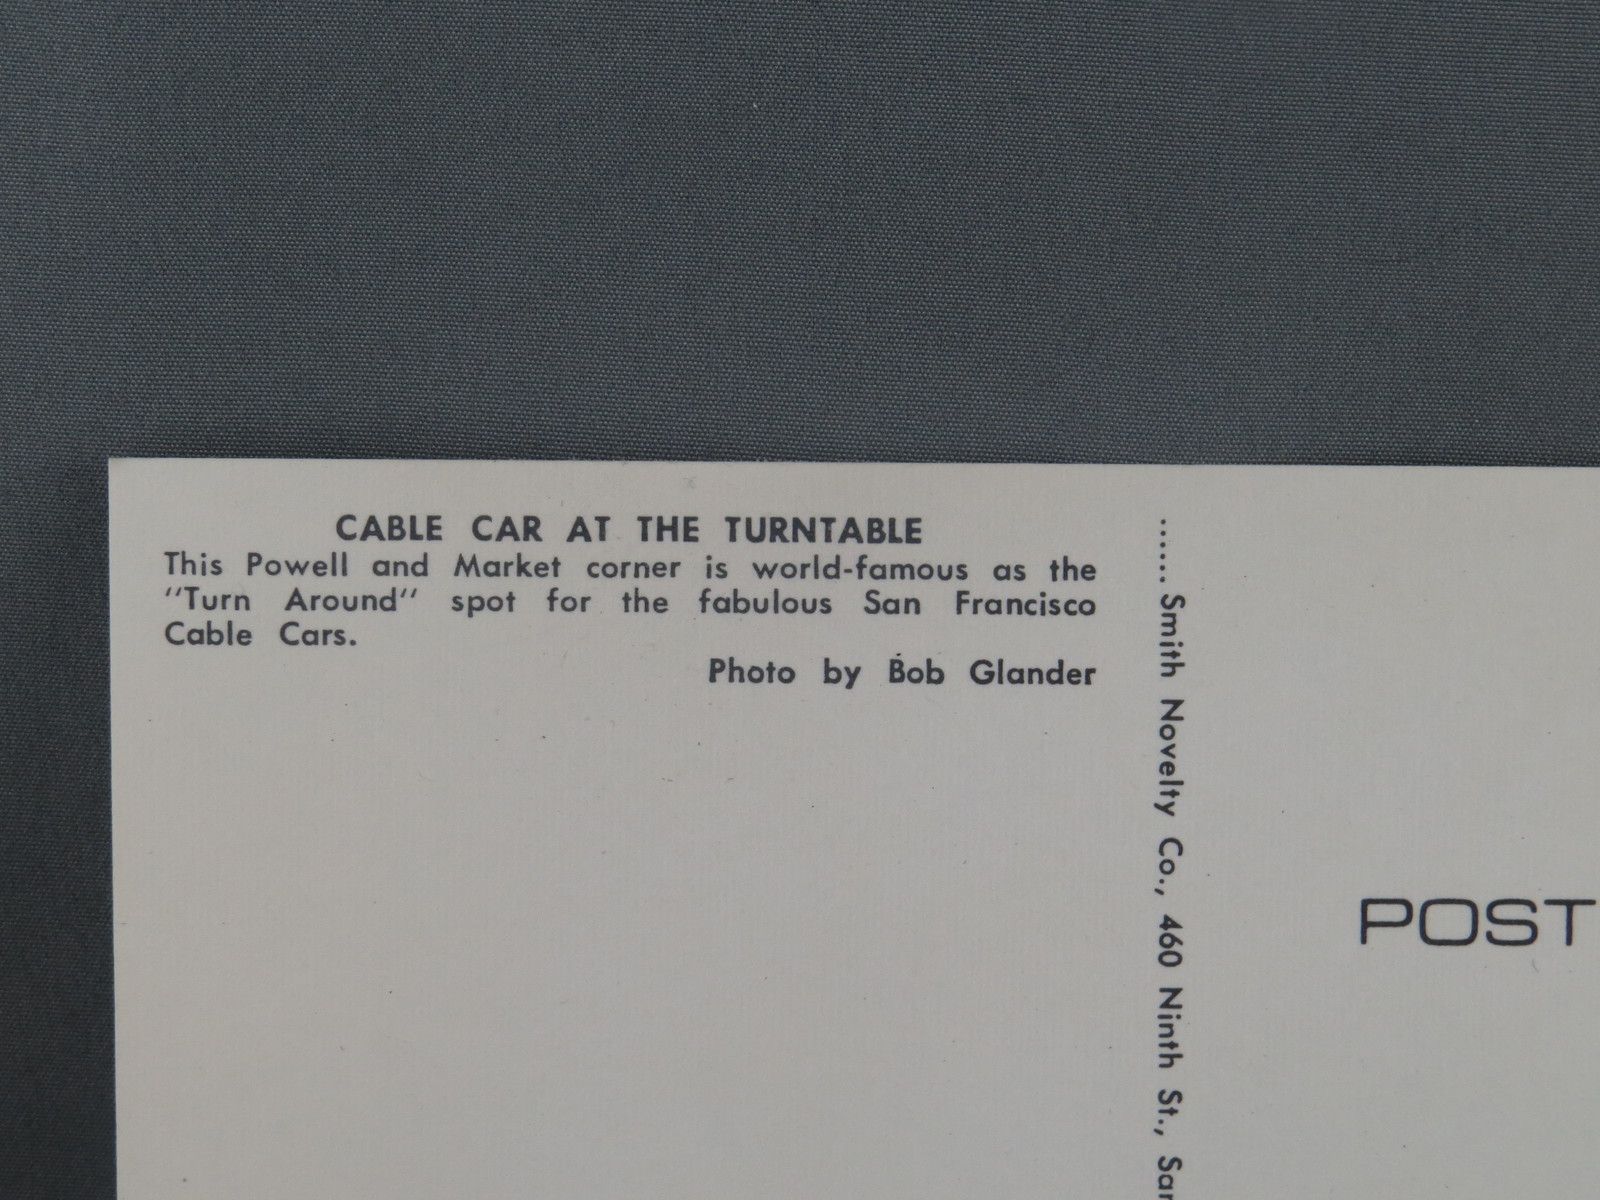 CABLE CAR AT THE TURNTABLE
This Powell and Market corner is world-famous as the
"Turn Around" spot for the fabulous San Francisco
Cable Cars.
Photo by Bob Glander
......Smith Novelty Co., 460 Ninth St., San
POST